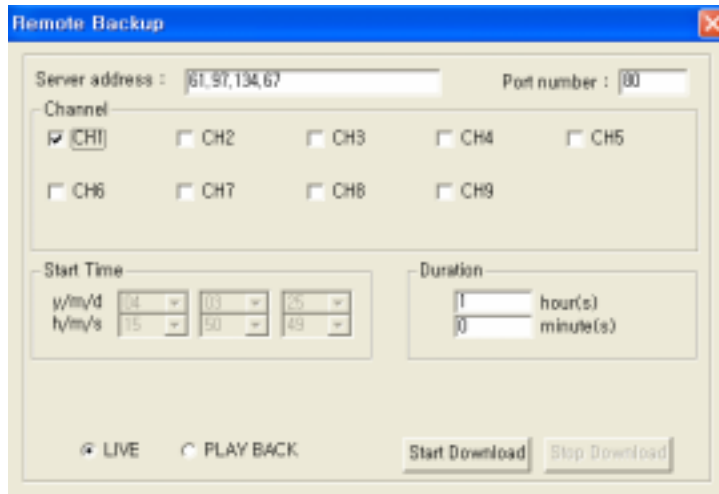 Remote Backup
Server address : 61,97,134,67 Port number : 80
Channel
CH1 CH2 CH3 CH4 CH5
CH6 CH7 CH8 CH9
Start Time Duration
y/m/d 04 03 25 1 hour(s)
h/m/s 15 50 49 0 minute(s)
LIVE PLAY BACK Start Download Stop Download